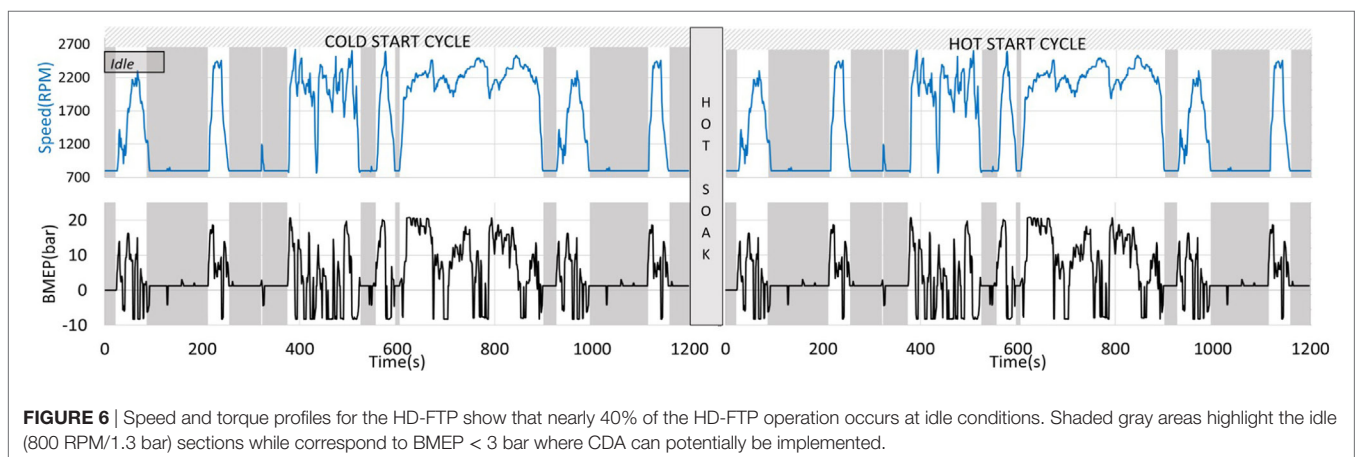 COLD START CYCLE
HOT START CYCLE
Idle
Speed(RPM)
2700
2200
1700
1200
700
BMEP(bar)
20
10
0
-10
0
200
400
600
800
1000
1200
Time(s)
HOT SOAK
0
200
400
600
800
1000
1200
Time(s)
FIGURE 6 | Speed and torque profiles for the HD-FTP show that nearly 40% of the HD-FTP operation occurs at idle conditions. Shaded gray areas highlight the idle
(800 RPM/1.3 bar) sections while correspond to BMEP < 3 bar where CDA can potentially be implemented.